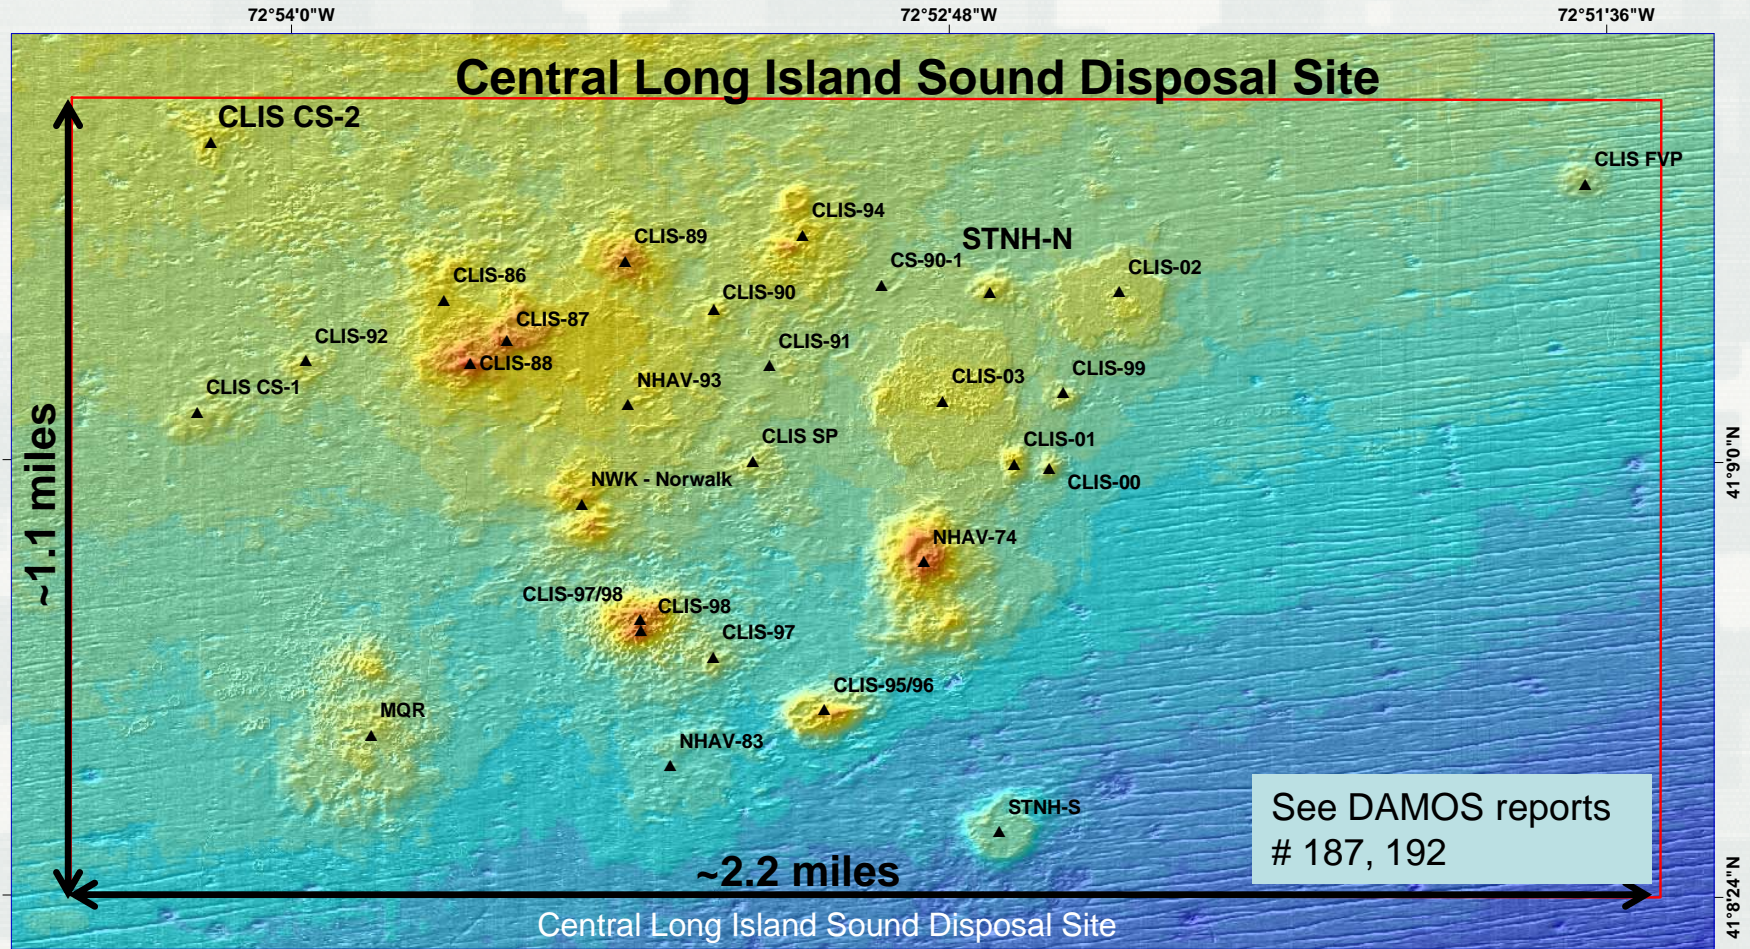 72°54'0"W
72°52'48"W
72°51'36"W
Central Long Island Sound Disposal Site
CLIS CS-2
CLIS FVP
CLIS-94
CLIS-89
STNH-N
CS-90-1
CLIS-02
CLIS-86
CLIS-90
CLIS-87
CLIS-92
CLIS-91
CLIS-88
CLIS-99
CLIS-03
NHAV-93
CLIS CS-1
CLIS SP
CLIS-01
41°9'0"N
NWK - Norwalk
CLIS-00
~1.1 miles
NHAV-74
CLIS-97/98
CLIS-98
CLIS-97
CLIS-95/96
MQR
NHAV-83
STNH-S
See DAMOS reports
# 187, 192
~2.2 miles
41°8'24"N
Central Long Island Sound Disposal Site